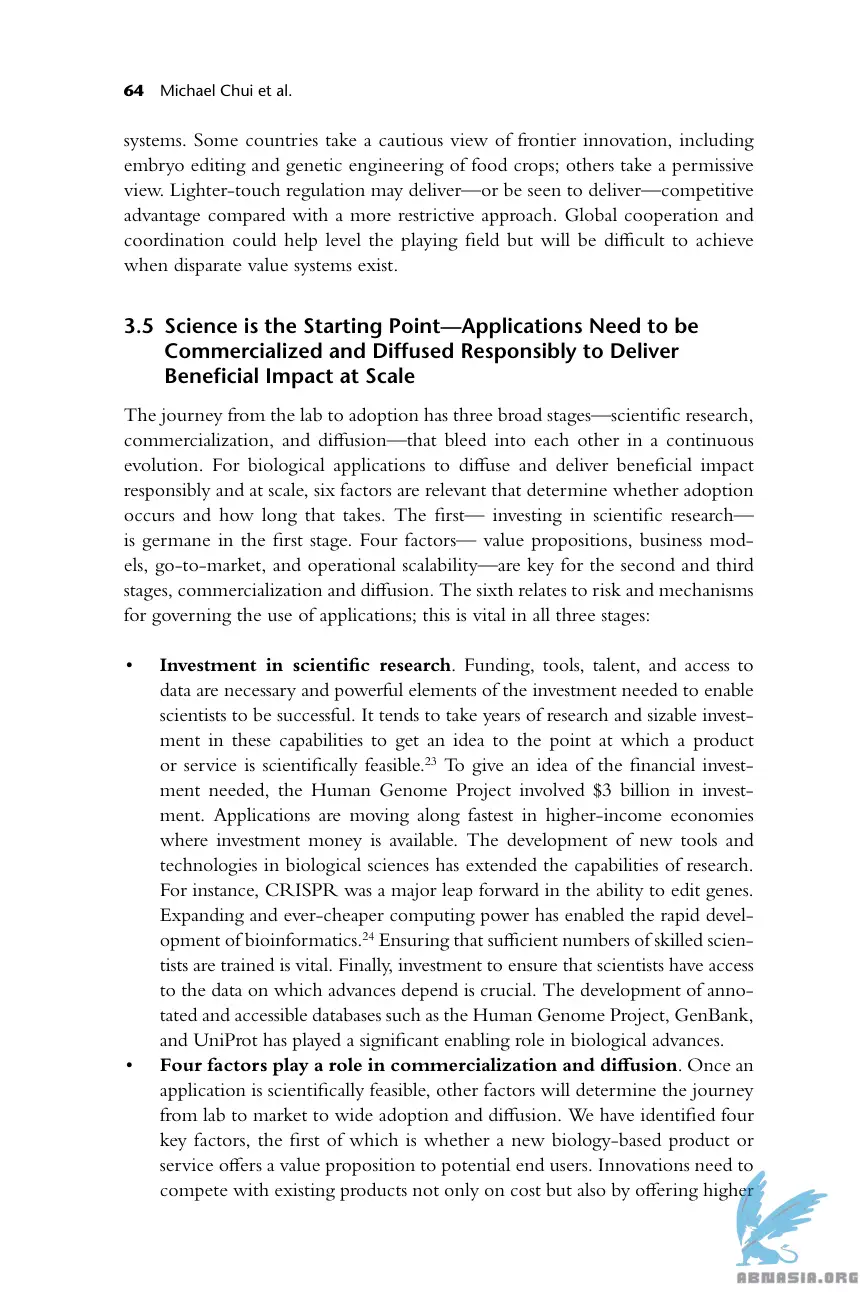 64 Michael Chui et al.
systems. Some countries take a cautious view of frontier innovation, including
embryo editing and genetic engineering of food crops; others take a permissive
view. Lighter-touch regulation may deliver—or be seen to deliver—competitive
advantage compared with a more restrictive approach. Global cooperation and
coordination could help level the playing field but will be difficult to achieve
when disparate value systems exist.
3.5 Science is the Starting Point—Applications Need to be
Commercialized and Diffused Responsibly to Deliver
Beneficial Impact at Scale
The journey from the lab to adoption has three broad stages—scientific research,
commercialization, and diffusion—that bleed into each other in a continuous
evolution. For biological applications to diffuse and deliver beneficial impact
responsibly and at scale, six factors are relevant that determine whether adoption
occurs and how long that takes. The first— investing in scientific research—
is germane in the first stage. Four factors— value propositions, business mod-
els, go-to-market, and operational scalability—are key for the second and third
stages, commercialization and diffusion. The sixth relates to risk and mechanisms
for governing the use of applications; this is vital in all three stages:
• Investment in scientific research. Funding, tools, talent, and access to
data are necessary and powerful elements of the investment needed to enable
scientists to be successful. It tends to take years of research and sizable invest-
ment in these capabilities to get an idea to the point at which a product
or service is scientifically feasible.23 To give an idea of the financial invest-
ment needed, the Human Genome Project involved $3 billion in invest-
ment. Applications are moving along fastest in higher-income economies
where investment money is available. The development of new tools and
technologies in biological sciences has extended the capabilities of research.
For instance, CRISPR was a major leap forward in the ability to edit genes.
Expanding and ever-cheaper computing power has enabled the rapid devel-
opment of bioinformatics.24 Ensuring that sufficient numbers of skilled scien-
tists are trained is vital. Finally, investment to ensure that scientists have access
to the data on which advances depend is crucial. The development of anno-
tated and accessible databases such as the Human Genome Project, GenBank,
and UniProt has played a significant enabling role in biological advances.
• Four factors play a role in commercialization and diffusion. Once an
application is scientifically feasible, other factors will determine the journey
from lab to market to wide adoption and diffusion. We have identified four
key factors, the first of which is whether a new biology-based product or
service offers a value proposition to potential end users. Innovations need to
compete with existing products not only on cost but also by offering higher
ABNASIA.ORG